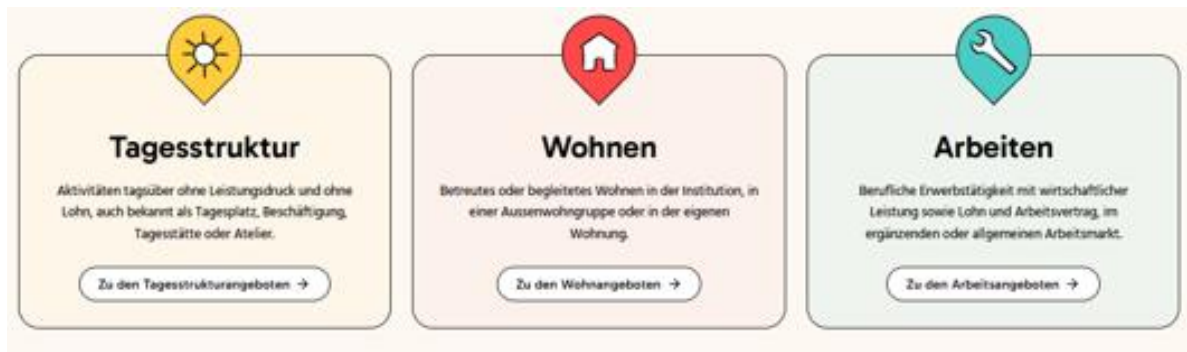 Tagesstruktur
Aktivitäten tagsüber ohne Leistungsdruck und ohne
Lohn, auch bekannt als Tagesplatz, Beschäftigung,
Tagesstätte oder Atelier.
Zu den Tagesstrukturangeboten →
Wohnen
Betreutes oder begleitetes Wohnen in der Institution, in
einer Aussenwohngruppe oder in der eigenen
Wohnung.
Zu den Wohnangeboten →
Arbeiten
Berufliche Erwerbstätigkeit mit wirtschaftlicher
Leistung sowie Lohn und Arbeitsvertrag, im
ergänzenden oder allgemeinen Arbeitsmarkt.
Zu den Arbeitsangeboten →